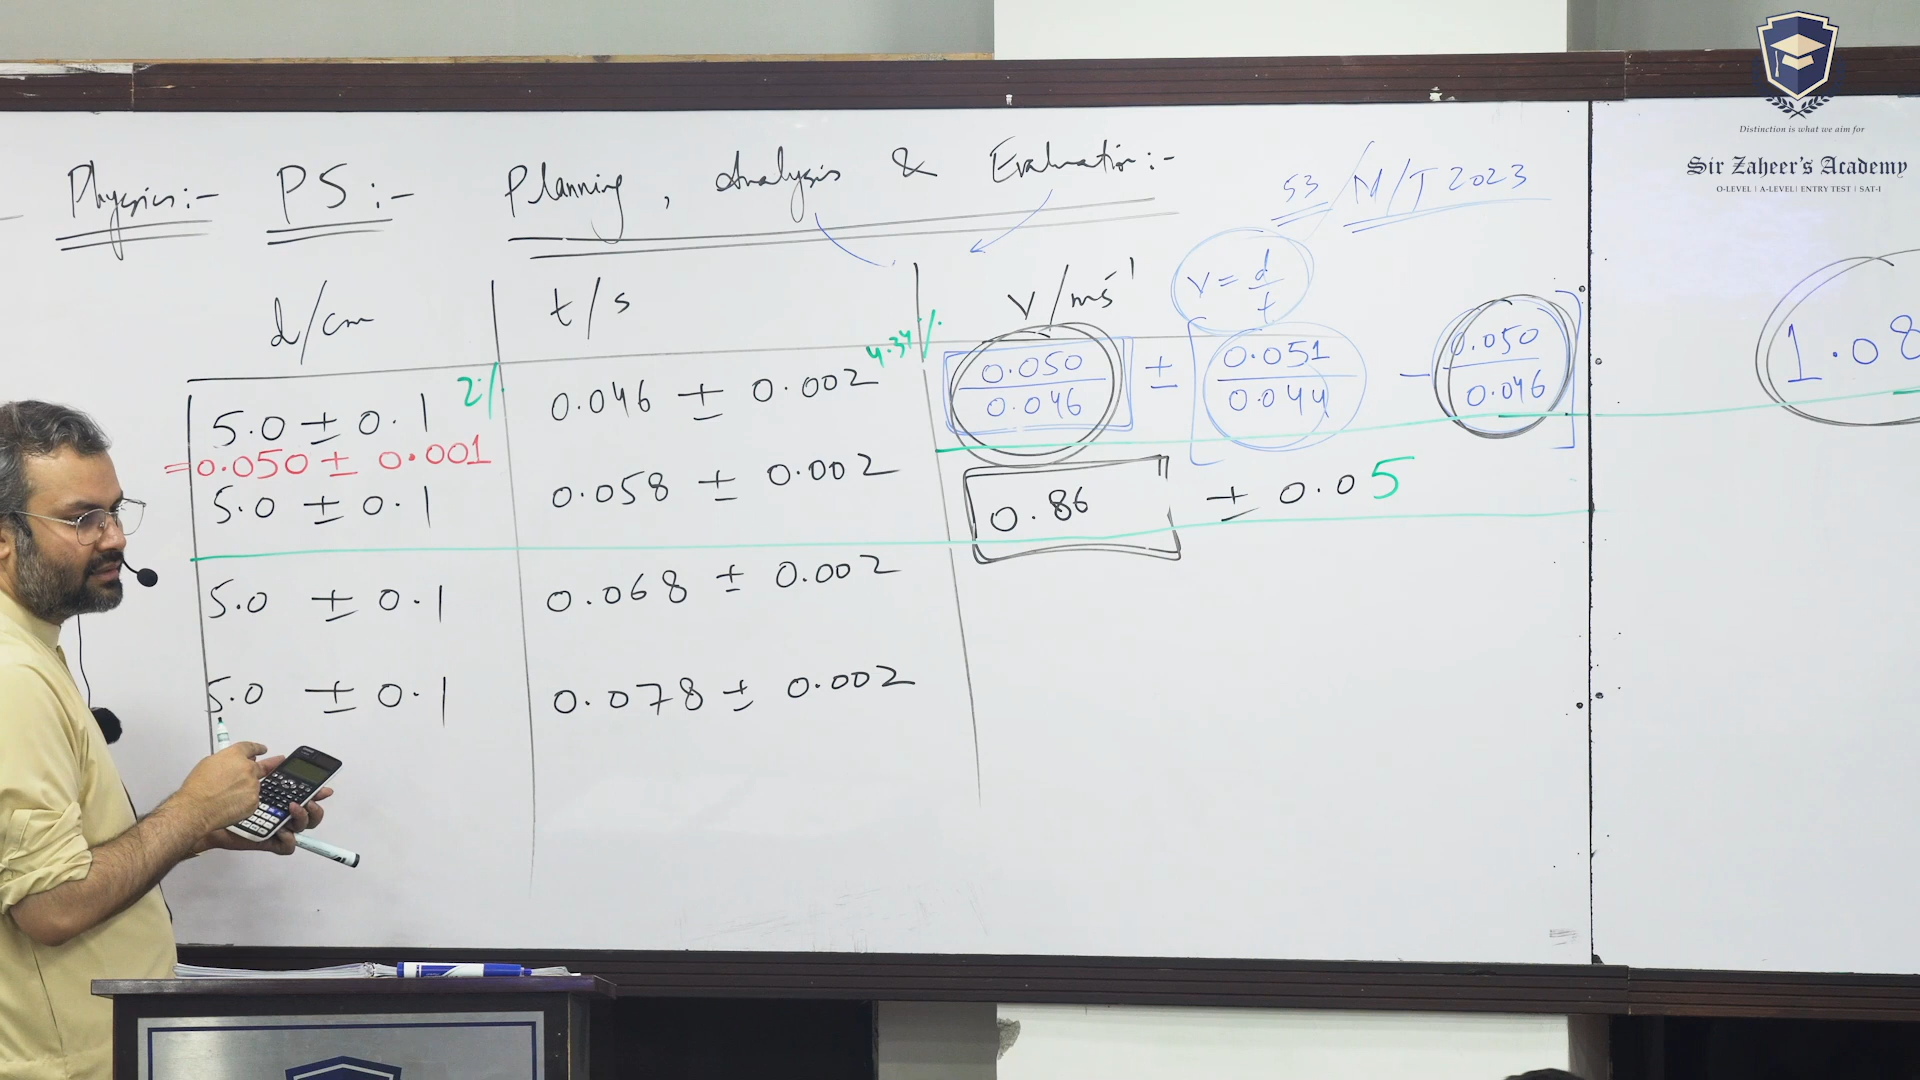 Physics:- P5:- Planning, Analysis & Evaluation:-
53 M/J 2023
d/cm t/s V/ms⁻¹ V = d/t
5.0 ± 0.1 2% 0.046 ± 0.002 4.34% 0.050/0.046 ± [0.051/0.044 − 0.050/0.046] 1.08
=0.050 ± 0.001
5.0 ± 0.1 0.058 ± 0.002 0.86 ± 0.05
5.0 ± 0.1 0.068 ± 0.002
5.0 ± 0.1 0.078 ± 0.002
Distinction is what we aim for
Sir Zaheer's Academy
O-LEVEL | A-LEVEL | ENTRY TEST | SAT-I